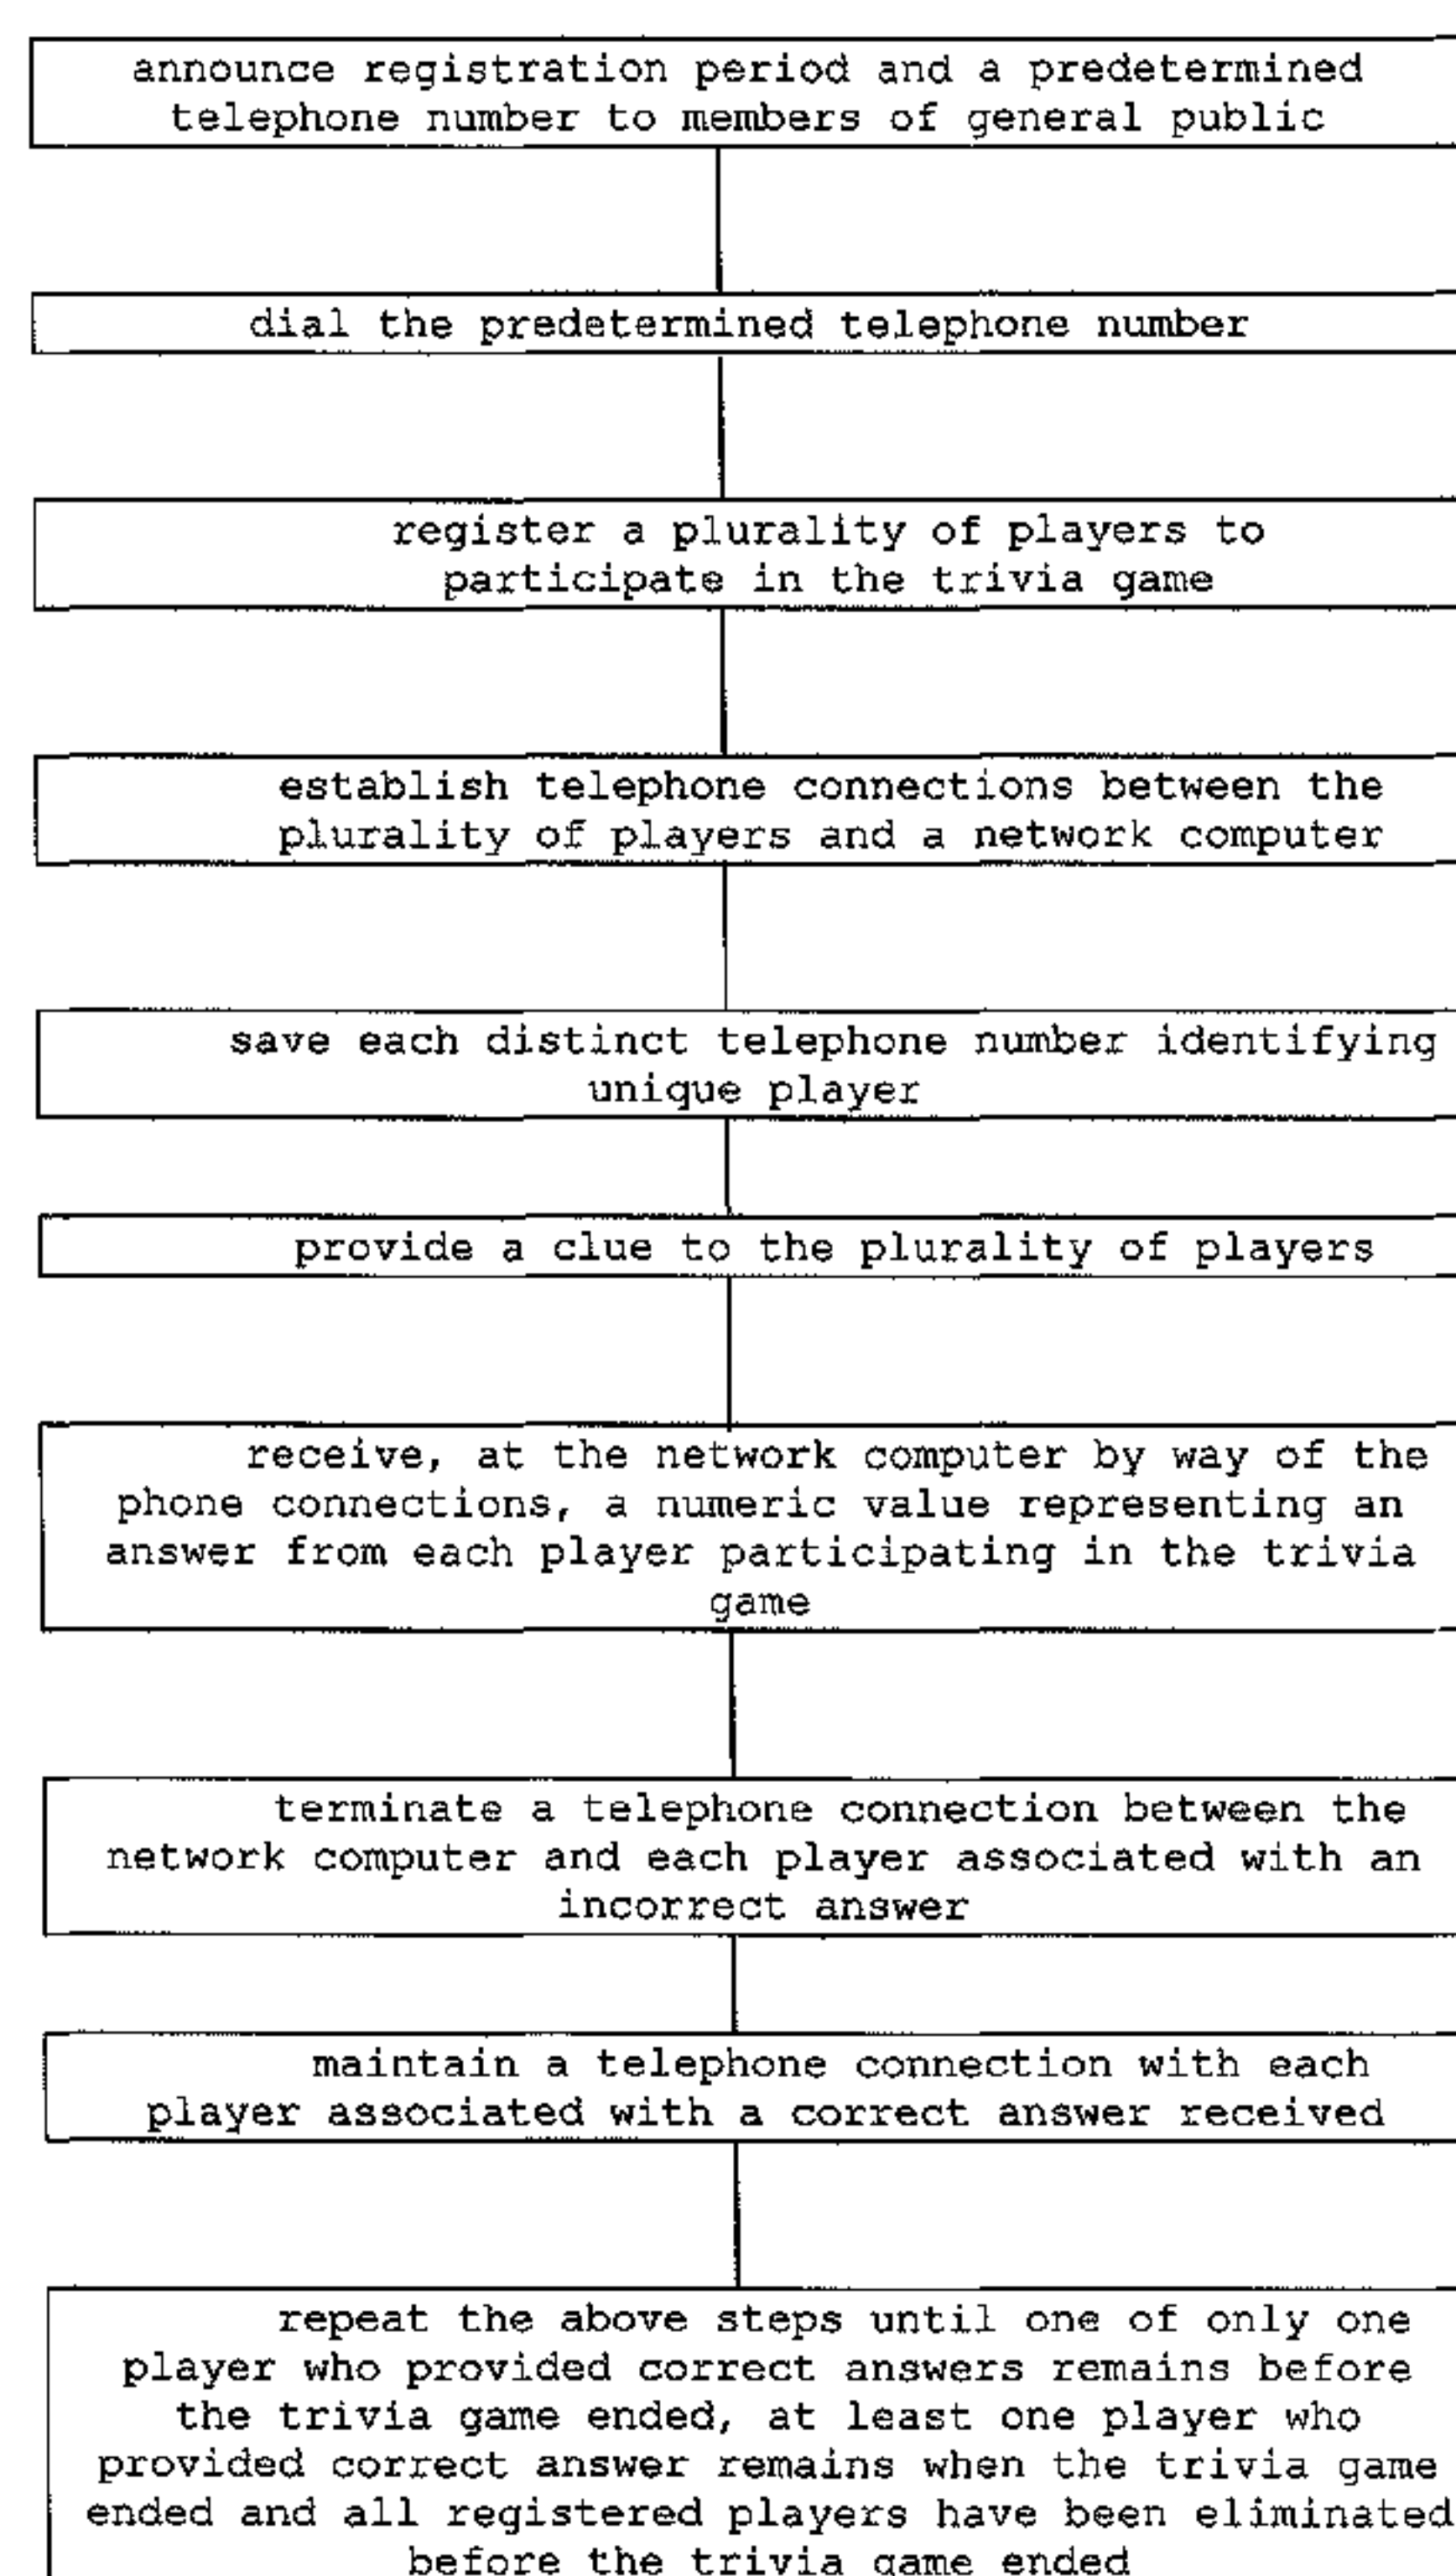 announce registration period and a predetermined
telephone number to members of general public
dial the predetermined telephone number
register a plurality of players to
participate in the trivia game
establish telephone connections between the
plurality of players and a network computer
save each distinct telephone number identifying
unique player
provide a clue to the plurality of players
receive, at the network computer by way of the
phone connections, a numeric value representing an
answer from each player participating in the trivia
game
terminate a telephone connection between the
network computer and each player associated with an
incorrect answer
maintain a telephone connection with each
player associated with a correct answer received
repeat the above steps until one of only one
player who provided correct answers remains before
the trivia game ended, at least one player who
provided correct answer remains when the trivia game
ended and all registered players have been eliminated
before the trivia game ended